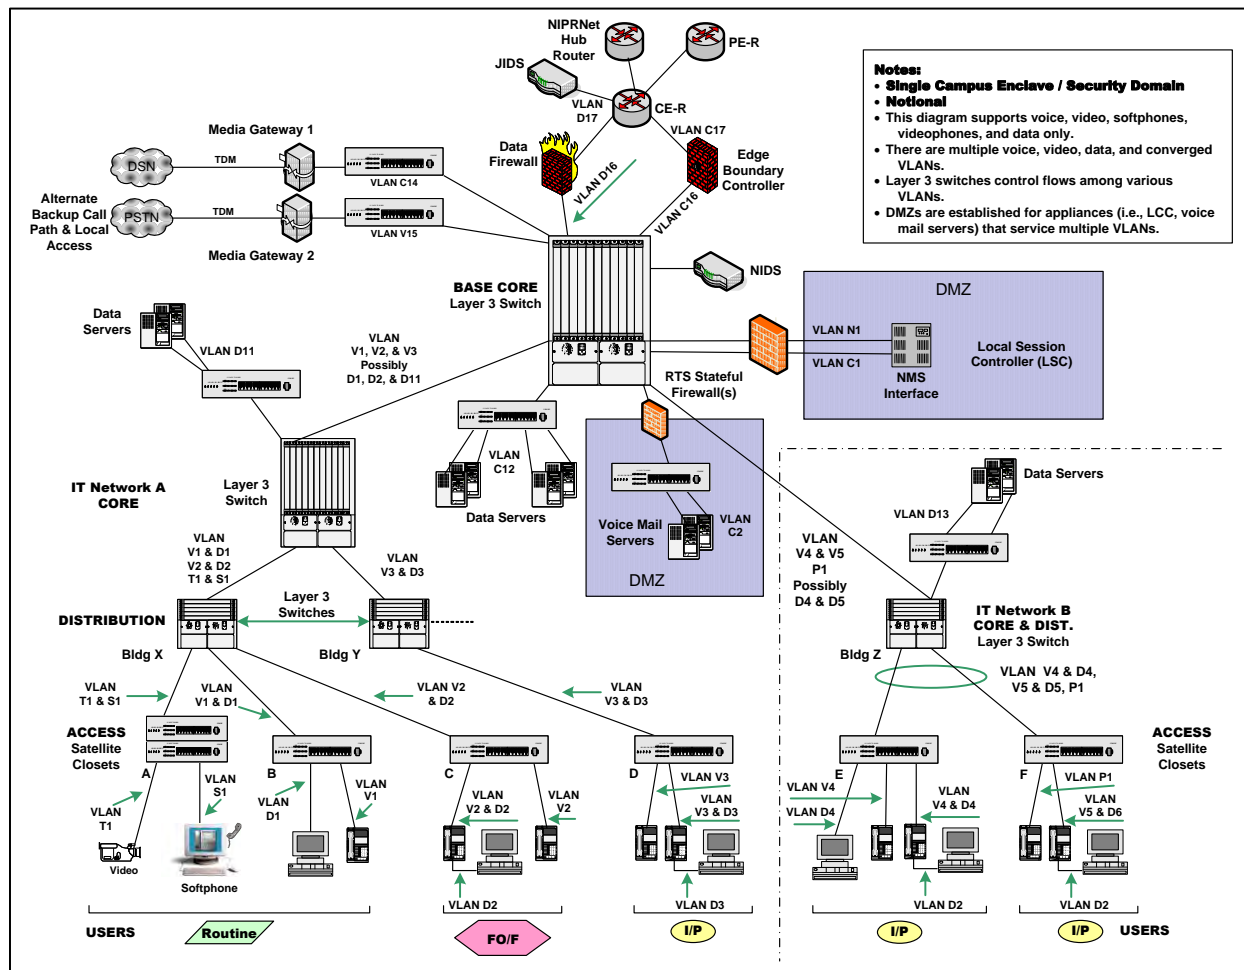 NIPRNet
Hub
Router
PE-R
JIDS
VLAN
D17
CE-R
Notes:
• Single Campus Enclave / Security Domain
• Notional
• This diagram supports voice, video, softphones,
videophones, and data only.
• There are multiple voice, video, data, and converged
VLANs.
• Layer 3 switches control flows among various
VLANs.
• DMZs are established for appliances (i.e., LCC, voice
mail servers) that service multiple VLANs.
Media Gateway 1
Data
Firewall
VLAN C17
Edge
Boundary
Controller
DSN
TDM
VLAN C14
VLAN D16
VLAN C16
Alternate
Backup Call
Path & Local
Access
PSTN
TDM
VLAN V15
Media Gateway 2
BASE CORE
Layer 3 Switch
NIDS
DMZ
Data
Servers
VLAN D11
VLAN
V1, V2, & V3
Possibly
D1, D2, & D11
VLAN N1
VLAN C1
Local Session
Controller (LSC)
NMS
Interface
RTS Stateful
Firewall(s)
IT Network A
CORE
Layer 3
Switch
VLAN
C12
Data Servers
Voice Mail
Servers
VLAN
C2
DMZ
Data Servers
VLAN D13
VLAN
V4 & V5
P1
Possibly
D4 & D5
VLAN
V1 & D1
V2 & D2
T1 & S1
VLAN
V3 & D3
DISTRIBUTION
Layer 3
Switches
Bldg X
Bldg Y
IT Network B
CORE & DIST.
Layer 3 Switch
Bldg Z
VLAN V4 & D4,
V5 & D5, P1
VLAN
T1 & S1
VLAN
V1 & D1
VLAN V2
& D2
VLAN
V3 & D3
ACCESS
Satellite
Closets
A
B
C
D
E
F
ACCESS
Satellite
Closets
VLAN
T1
VLAN
S1
VLAN
D1
VLAN
V1
VLAN
V2 & D2
VLAN
V2
VLAN V3
VLAN
V3 & D3
VLAN V4
VLAN D4
VLAN
V4 & D4
VLAN P1
VLAN
V5 & D6
Video
Softphone
VLAN D2
VLAN D3
VLAN D2
VLAN D2
USERS
Routine
FO/F
I/P
I/P
I/P
USERS